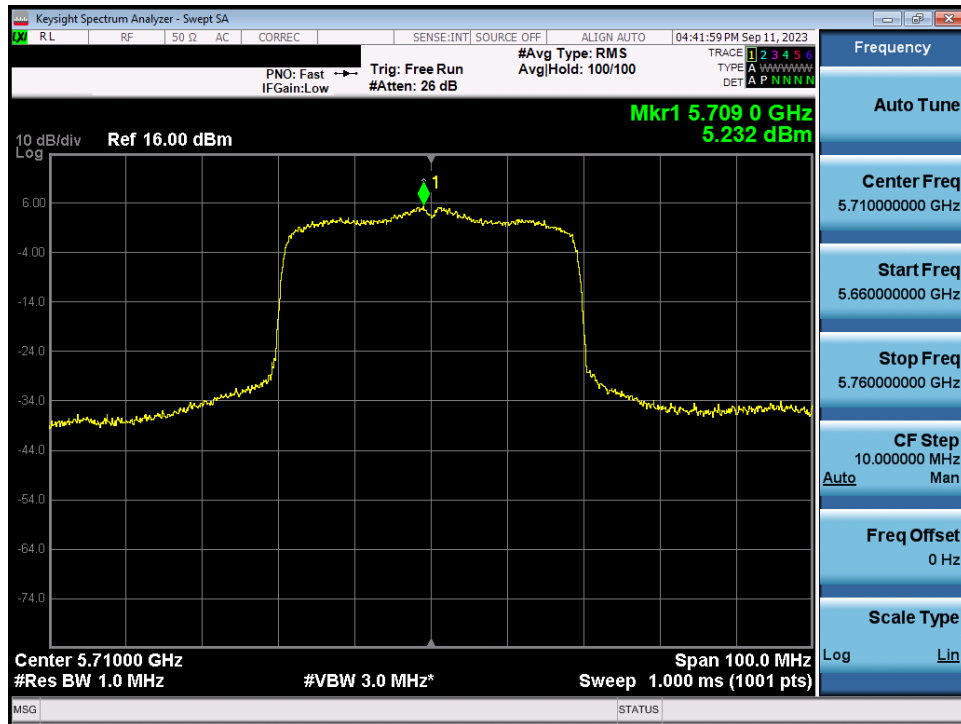 Keysight Spectrum Analyzer - Swept SA
LXI RL RF 50 Ω AC CORREC SENSE:INT SOURCE OFF ALIGN AUTO 04:41:59 PM Sep 11, 2023
PNO: Fast
IFGain:Low
Trig: Free Run
#Atten: 26 dB
#Avg Type: RMS
Avg|Hold: 100/100
TRACE 1 2 3 4 5 6
TYPE A WWWWW
DET A P N N N N
Mkr1 5.709 0 GHz
5.232 dBm
10 dB/div Ref 16.00 dBm
Log
1
6.00
-4.00
-14.0
-24.0
-34.0
-44.0
-54.0
-64.0
-74.0
Center 5.71000 GHz Span 100.0 MHz
#Res BW 1.0 MHz #VBW 3.0 MHz* Sweep 1.000 ms (1001 pts)
MSG STATUS
Frequency
Auto Tune
Center Freq
5.710000000 GHz
Start Freq
5.660000000 GHz
Stop Freq
5.760000000 GHz
CF Step
10.000000 MHz
Auto Man
Freq Offset
0 Hz
Scale Type
Log Lin